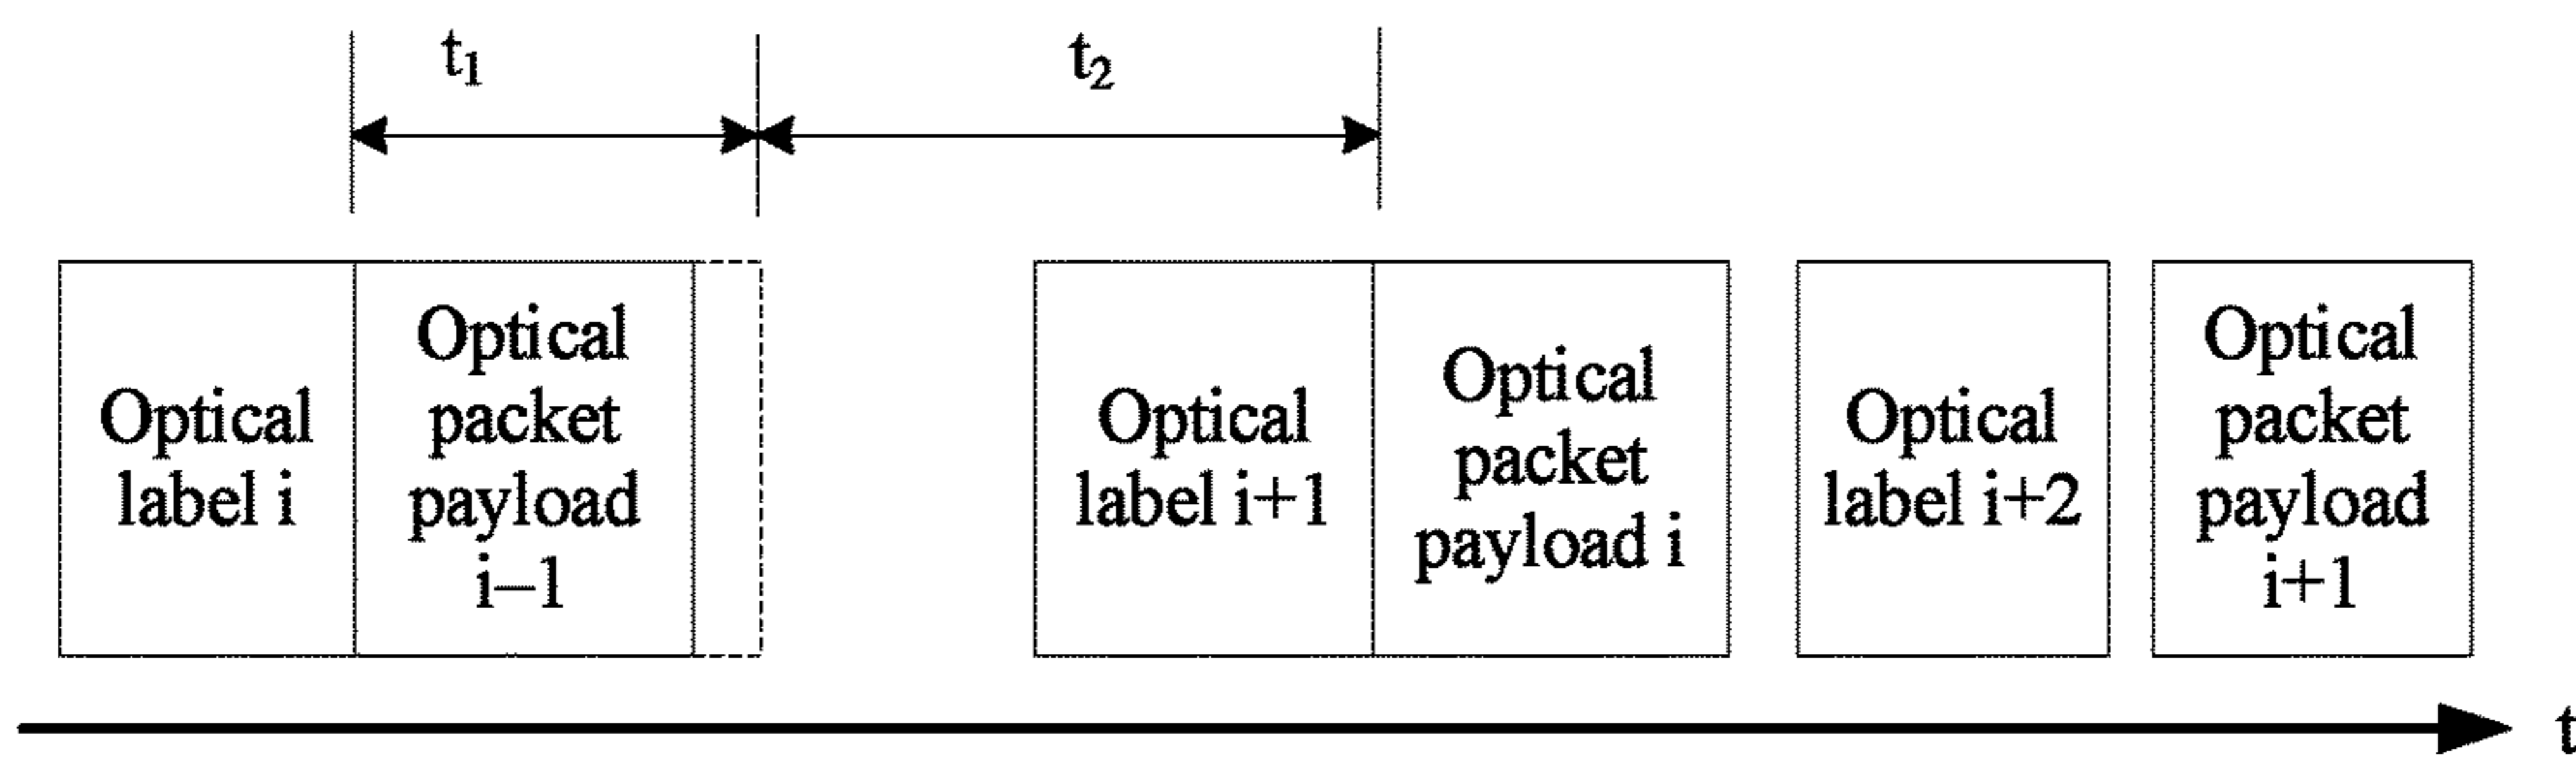 t₁
t₂
Optical
label i
Optical
packet
payload
i–1
Optical
label i+1
Optical
packet
payload i
Optical
label i+2
Optical
packet
payload
i+1
t